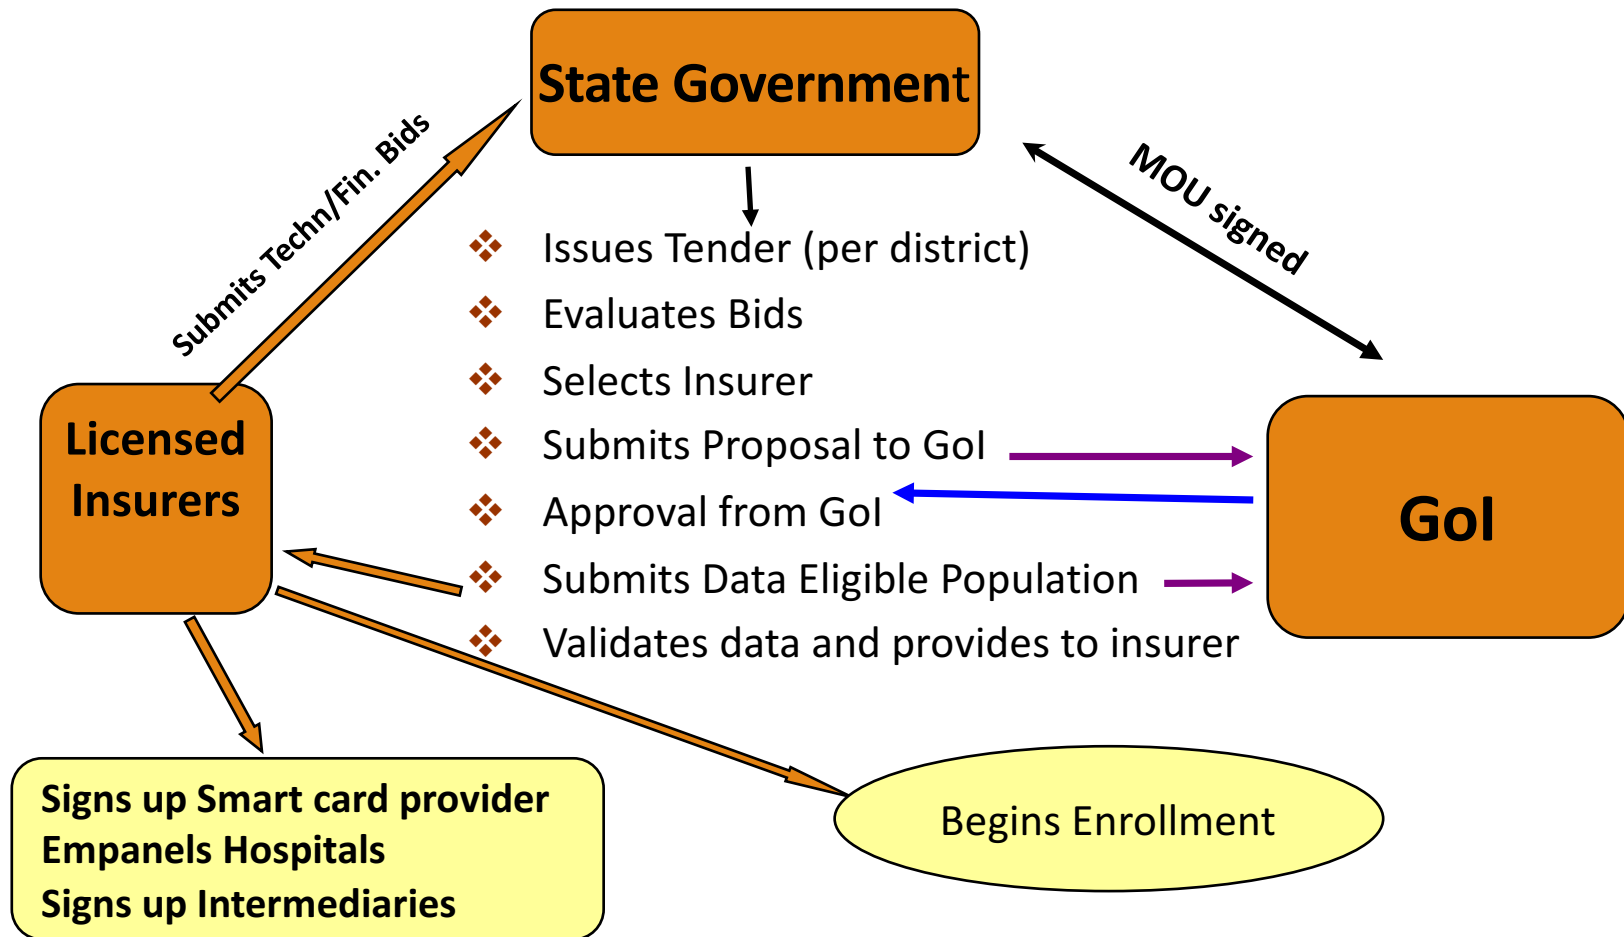 State Government
Submits Techn/Fin. Bids
MOU signed
Issues Tender (per district)
Evaluates Bids
Selects Insurer
Submits Proposal to GoI
Approval from GoI
Submits Data Eligible Population
Validates data and provides to insurer
Licensed
Insurers
GoI
Signs up Smart card provider
Empanels Hospitals
Signs up Intermediaries
Begins Enrollment